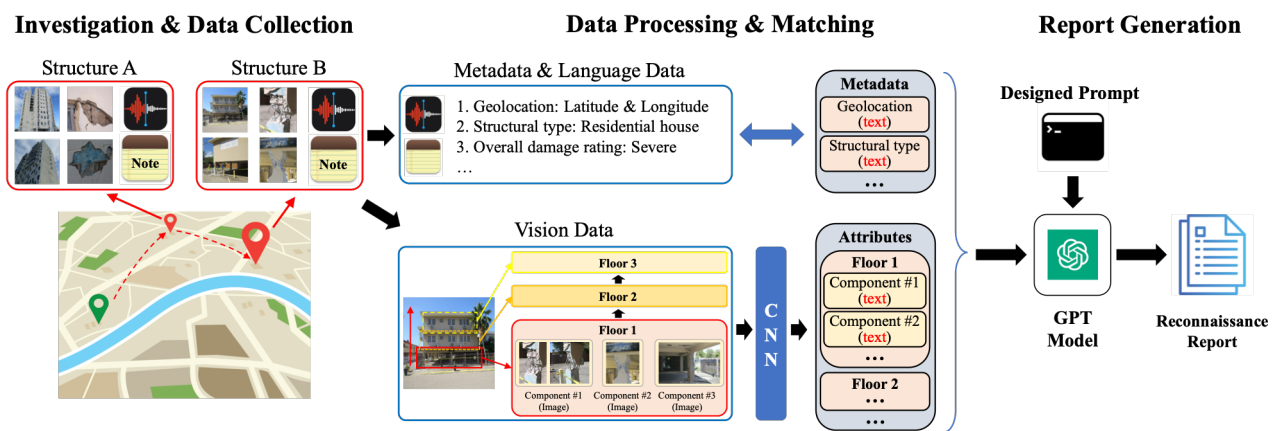 Investigation & Data Collection
Data Processing & Matching
Report Generation
Structure A
Structure B
Note
Note
Metadata & Language Data
1. Geolocation: Latitude & Longitude
2. Structural type: Residential house
3. Overall damage rating: Severe
…
Metadata
Geolocation
(text)
Structural type
(text)
...
Vision Data
Floor 3
Floor 2
Floor 1
Component #1
(Image)
Component #2
(Image)
Component #3
(Image)
C
N
N
Attributes
Floor 1
Component #1
(text)
Component #2
(text)
...
Floor 2
...
...
Designed Prompt
>_
GPT
Model
Reconnaissance
Report